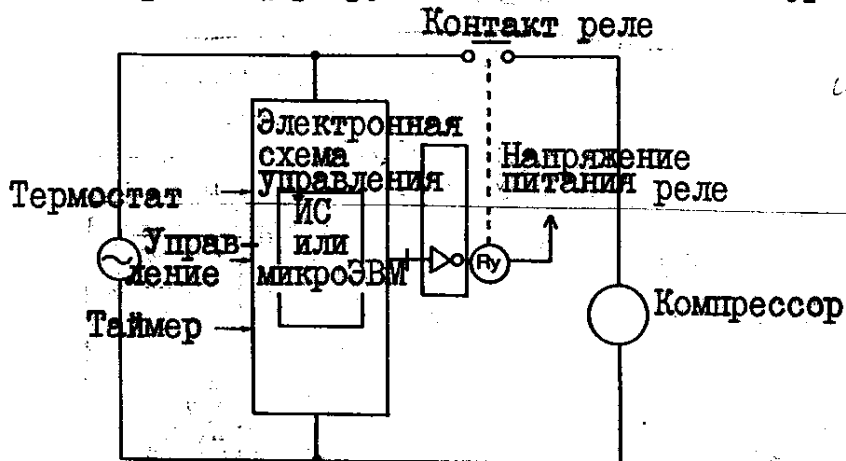 Контакт реле
Электронная
схема
управления
Напряжение
питания реле
Термостат
ИС
или
микроЭВМ
Управ-
ление
Ry
Таймер
Компрессор